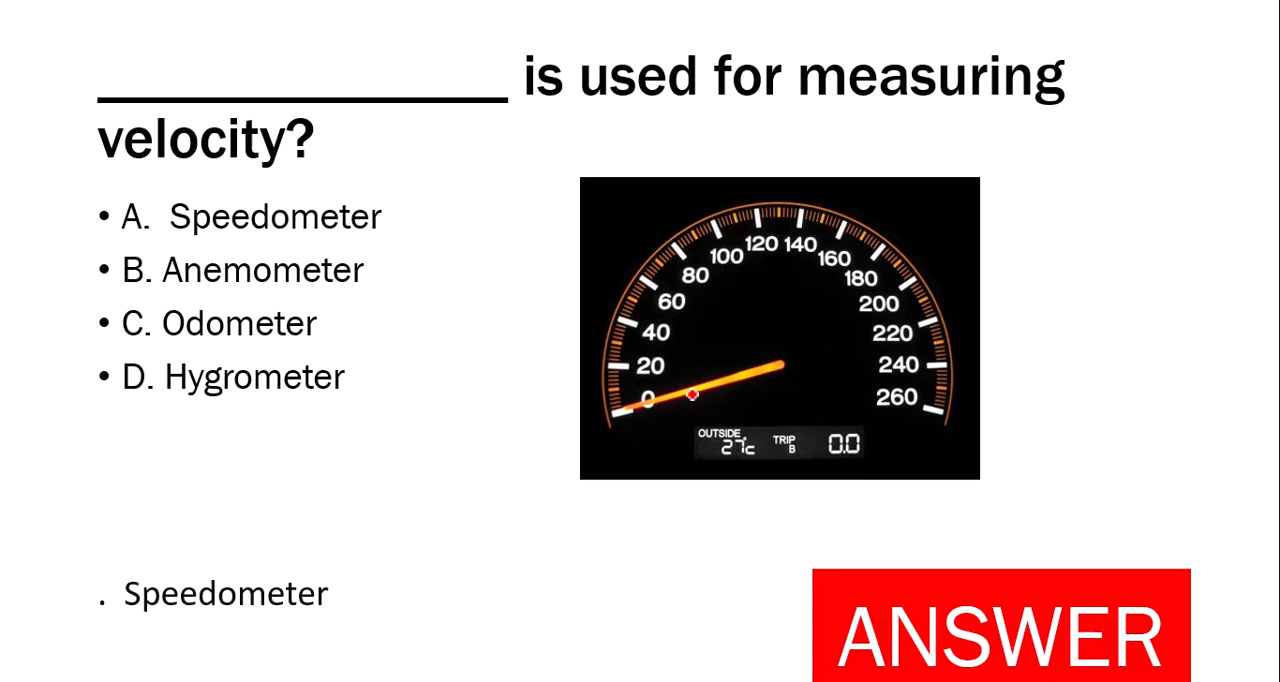 ______________ is used for measuring
velocity?
• A.  Speedometer
• B. Anemometer
• C. Odometer
• D. Hygrometer
0
20
40
60
80
100
120
140
160
180
200
220
240
260
OUTSIDE
27°c
TRIP
B
0.0
.  Speedometer
ANSWER